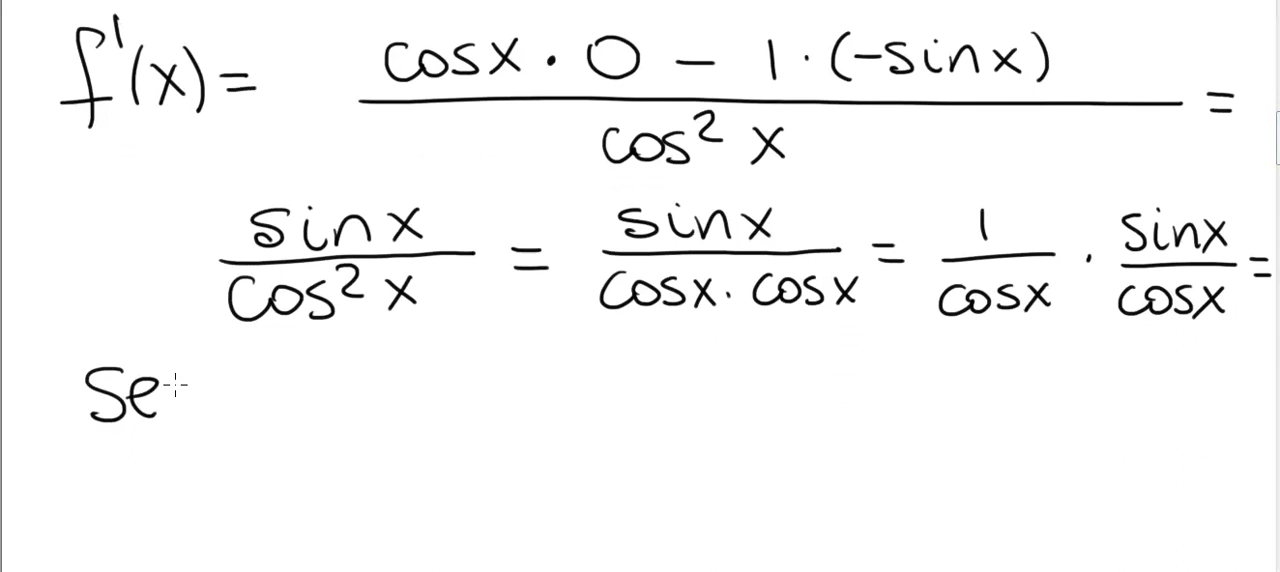 f'(x) = (cosx · 0 − 1 · (−sinx)) / (cos² x) =
sinx / cos² x = sinx / (cosx · cosx) = 1 / cosx · sinx / cosx =
Se